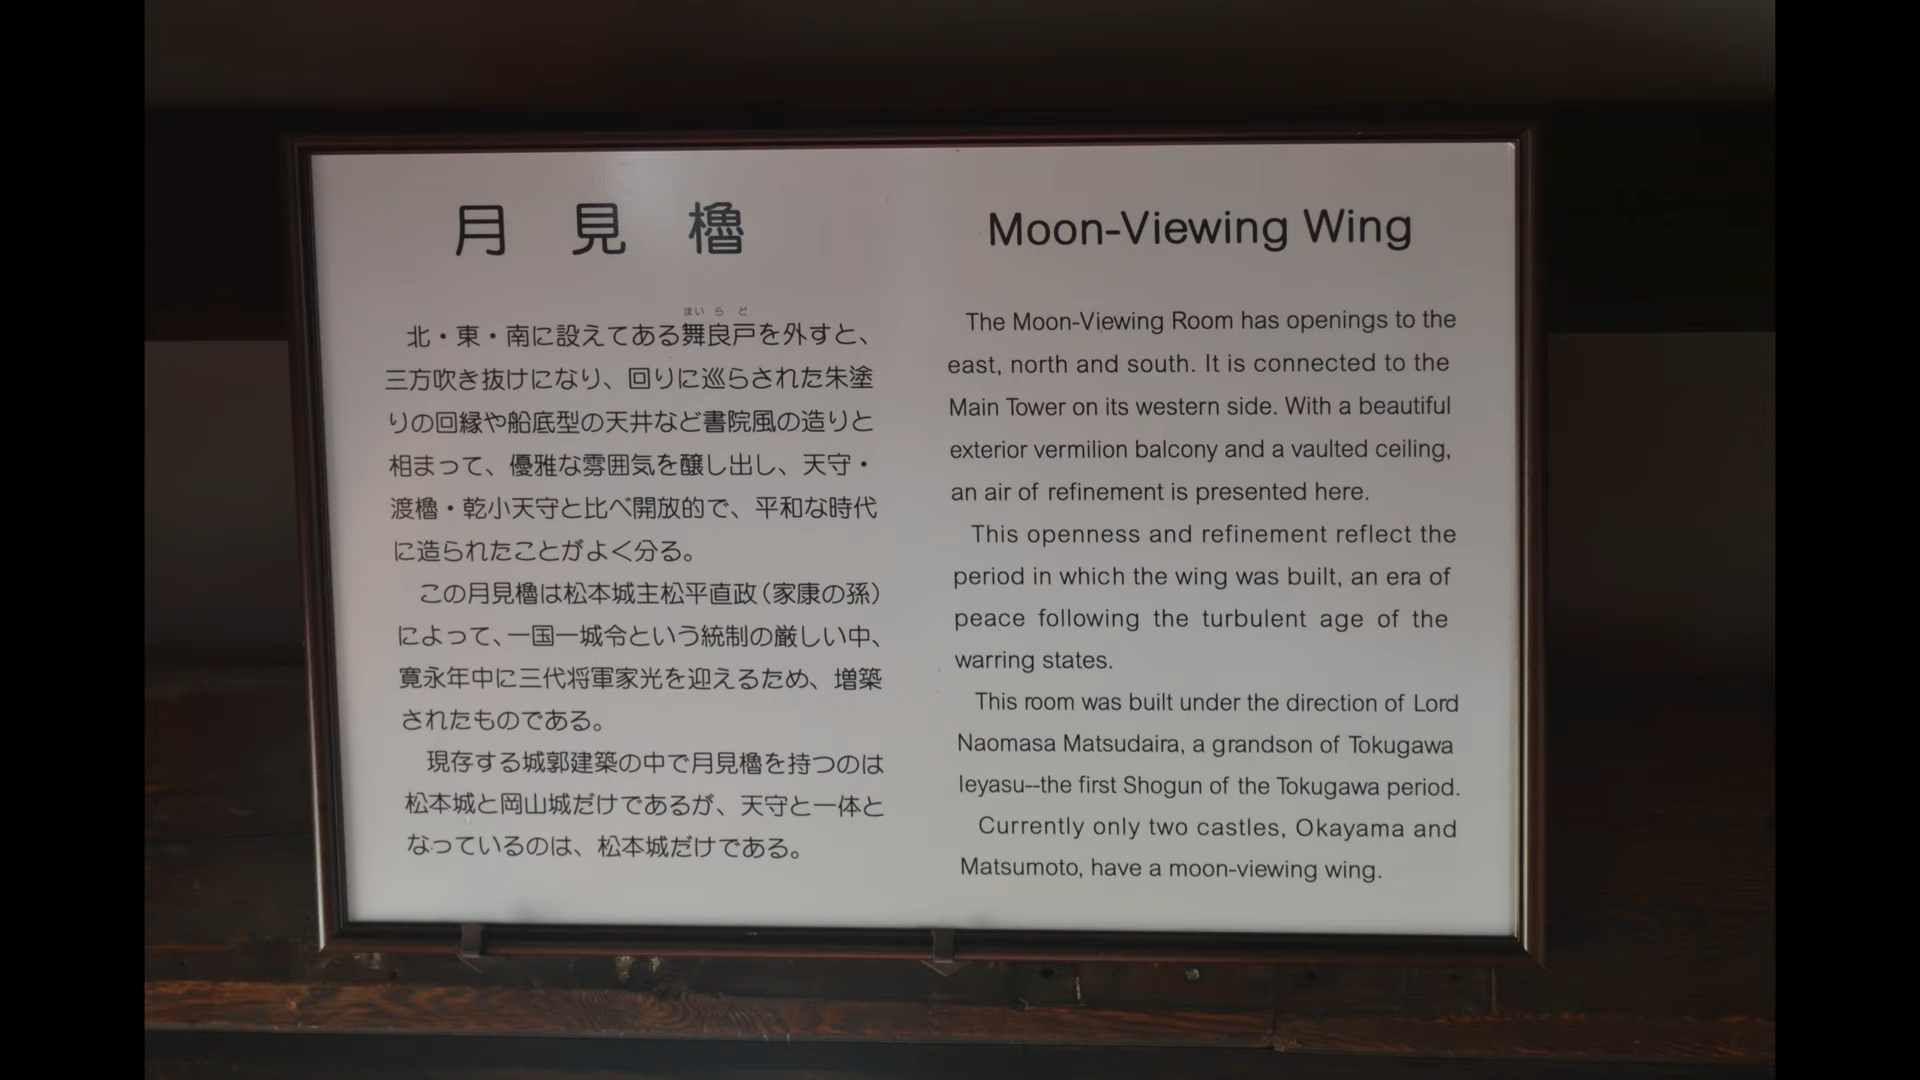 月見櫓
まいらど
北・東・南に設えてある舞良戸を外すと、
三方吹き抜けになり、回りに巡らされた朱塗
りの回縁や船底型の天井など書院風の造りと
相まって、優雅な雰囲気を醸し出し、天守・
渡櫓・乾小天守と比べ開放的で、平和な時代
に造られたことがよく分る。
この月見櫓は松本城主松平直政（家康の孫）
によって、一国一城令という統制の厳しい中、
寛永年中に三代将軍家光を迎えるため、増築
されたものである。
現存する城郭建築の中で月見櫓を持つのは
松本城と岡山城だけであるが、天守と一体と
なっているのは、松本城だけである。
Moon-Viewing Wing
The Moon-Viewing Room has openings to the
east, north and south. It is connected to the
Main Tower on its western side. With a beautiful
exterior vermilion balcony and a vaulted ceiling,
an air of refinement is presented here.
This openness and refinement reflect the
period in which the wing was built, an era of
peace following the turbulent age of the
warring states.
This room was built under the direction of Lord
Naomasa Matsudaira, a grandson of Tokugawa
Ieyasu--the first Shogun of the Tokugawa period.
Currently only two castles, Okayama and
Matsumoto, have a moon-viewing wing.